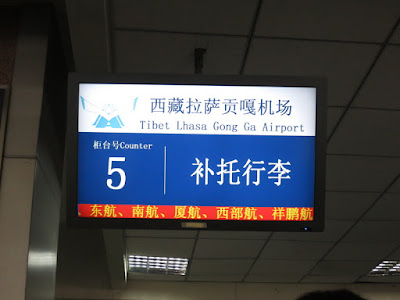 西藏拉萨贡嘎机场
Tibet Lhasa Gong Ga Airport
柜台号Counter
5
补托行李
东航、南航、厦航、西部航、祥鹏航